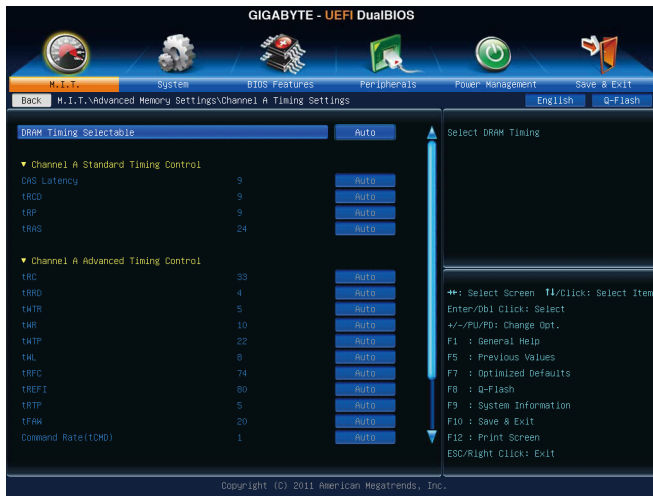 GIGABYTE - UEFI DualBIOS
M.I.T. System BIOS Features Peripherals Power Management Save & Exit
Back M.I.T.\Advanced Memory Settings\Channel A Timing Settings English Q-Flash
DRAM Timing Selectable Auto
Select DRAM Timing
▼ Channel A Standard Timing Control
CAS Latency 9 Auto
tRCD 9 Auto
tRP 9 Auto
tRAS 24 Auto
▼ Channel A Advanced Timing Control
tRC 33 Auto
tRRD 4 Auto
tWTR 5 Auto
tWR 10 Auto
tWTP 22 Auto
tWL 8 Auto
tRFC 74 Auto
tREFI 80 Auto
tRTP 5 Auto
tFAW 20 Auto
Command Rate(tCMD) 1 Auto
→←: Select Screen ↑↓/Click: Select Item
Enter/Dbl Click: Select
+/-/PU/PD: Change Opt.
F1 : General Help
F5 : Previous Values
F7 : Optimized Defaults
F8 : Q-Flash
F9 : System Information
F10 : Save & Exit
F12 : Print Screen
ESC/Right Click: Exit
Copyright (C) 2011 American Megatrends, Inc.